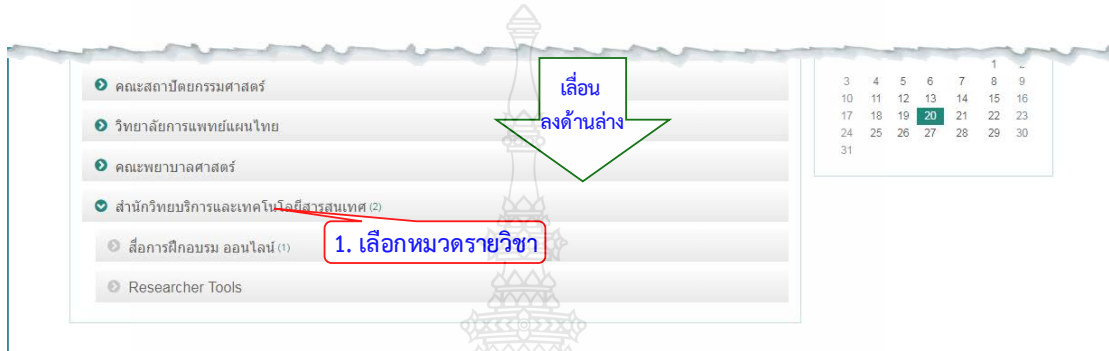 คณะสถาปัตยกรรมศาสตร์
วิทยาลัยการแพทย์แผนไทย
คณะพยาบาลศาสตร์
สำนักวิทยบริการและเทคโนโลยีสารสนเทศ (2)
สื่อการฝึกอบรม ออนไลน์ (1)
Researcher Tools
เลื่อน
ลงด้านล่าง
1. เลือกหมวดรายวิชา
1 2
3 4 5 6 7 8 9
10 11 12 13 14 15 16
17 18 19 20 21 22 23
24 25 26 27 28 29 30
31